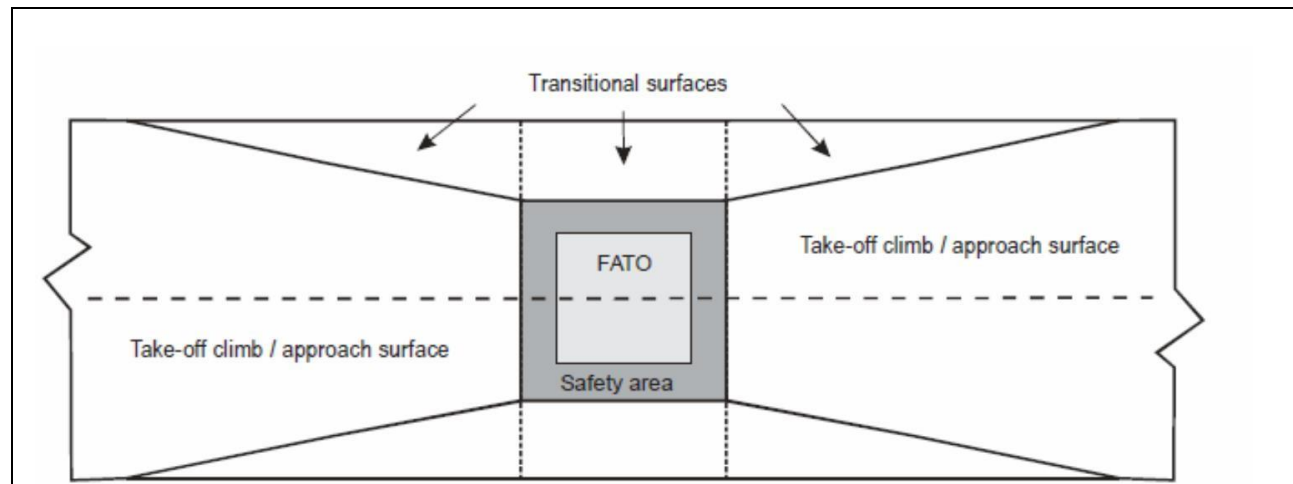 Transitional surfaces
Take-off climb / approach surface
FATO
Take-off climb / approach surface
Safety area